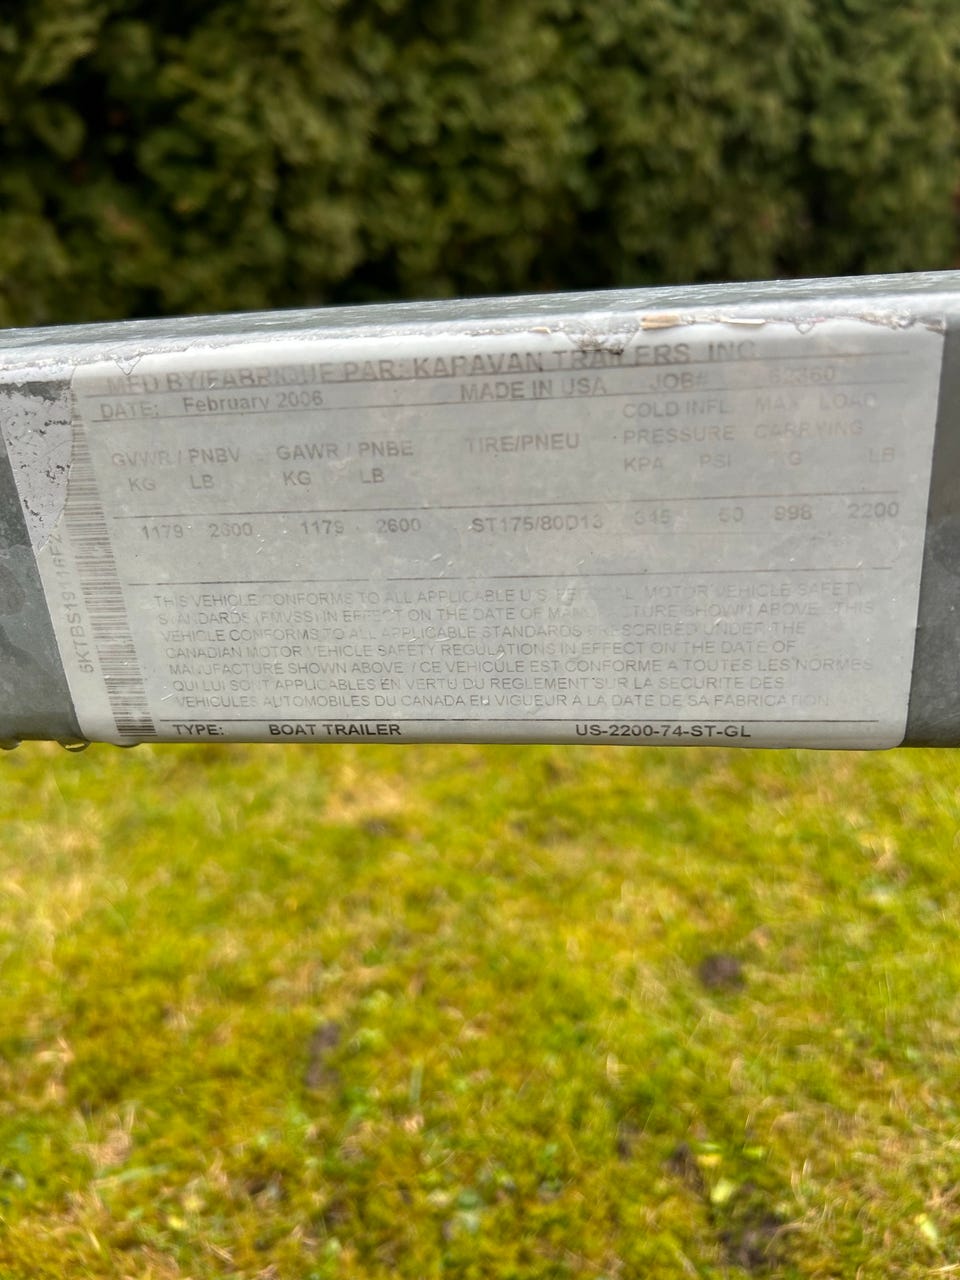 MFD BY/FABRIQUE PAR: KARAVAN TRAILERS INC
DATE: February 2006 MADE IN USA JOB#
COLD INFL. MAX LOAD
GVWR / PNBV GAWR / PNBE TIRE/PNEU PRESSURE CARRYING
KG LB KG LB KPA PSI KG LB
1179 2600 1179 2600 ST175/80D13 345 50 998 2200
THIS VEHICLE CONFORMS TO ALL APPLICABLE U.S. FEDERAL MOTOR VEHICLE SAFETY
STANDARDS (FMVSS) IN EFFECT ON THE DATE OF MANUFACTURE SHOWN ABOVE. THIS
VEHICLE CONFORMS TO ALL APPLICABLE STANDARDS PRESCRIBED UNDER THE
CANADIAN MOTOR VEHICLE SAFETY REGULATIONS IN EFFECT ON THE DATE OF
MANUFACTURE SHOWN ABOVE / CE VEHICULE EST CONFORME A TOUTES LES NORMES
QUI LUI SONT APPLICABLES EN VERTU DU REGLEMENT SUR LA SECURITE DES
VEHICULES AUTOMOBILES DU CANADA EN VIGUEUR A LA DATE DE SA FABRICATION
TYPE: BOAT TRAILER US-2200-74-ST-GL